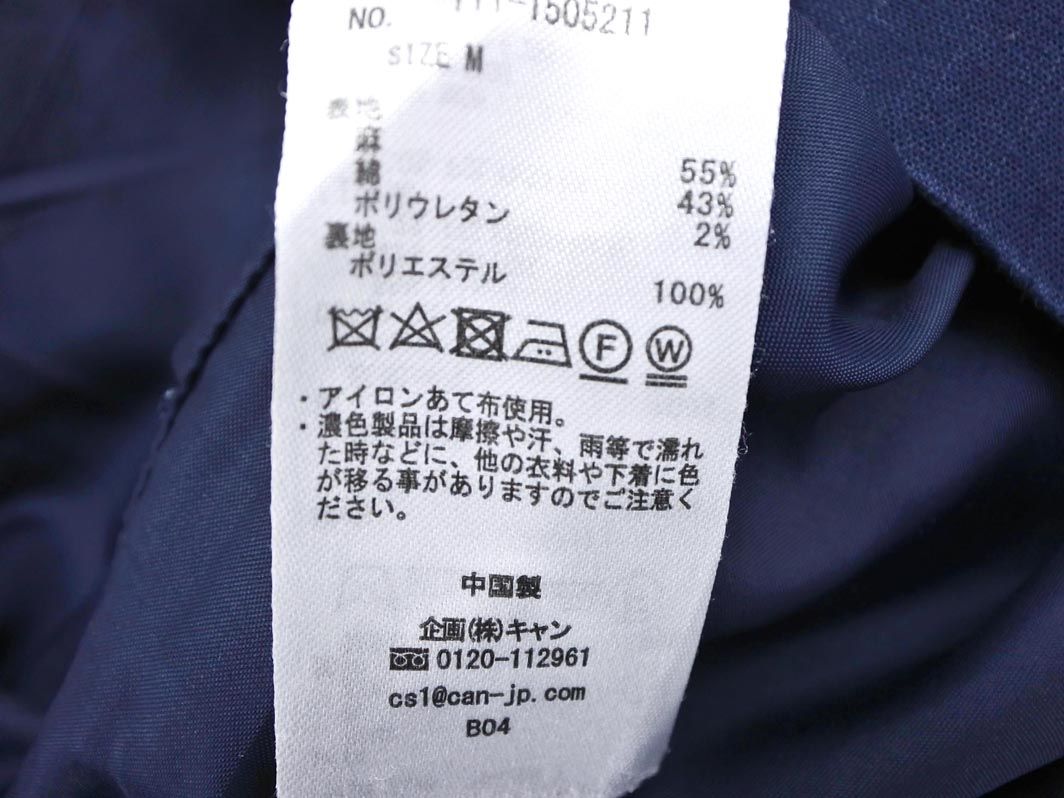 NO. 111-1505211
SIZE M
表地
麻 55%
綿 43%
ポリウレタン 2%
裏地
ポリエステル 100%
F W
・アイロンあて布使用。
・濃色製品は摩擦や汗、雨等で濡れ
た時などに、他の衣料や下着に色
が移る事がありますのでご注意く
ださい。
中国製
企画(株)キャン
0120-112961
cs1@can-jp.com
B04